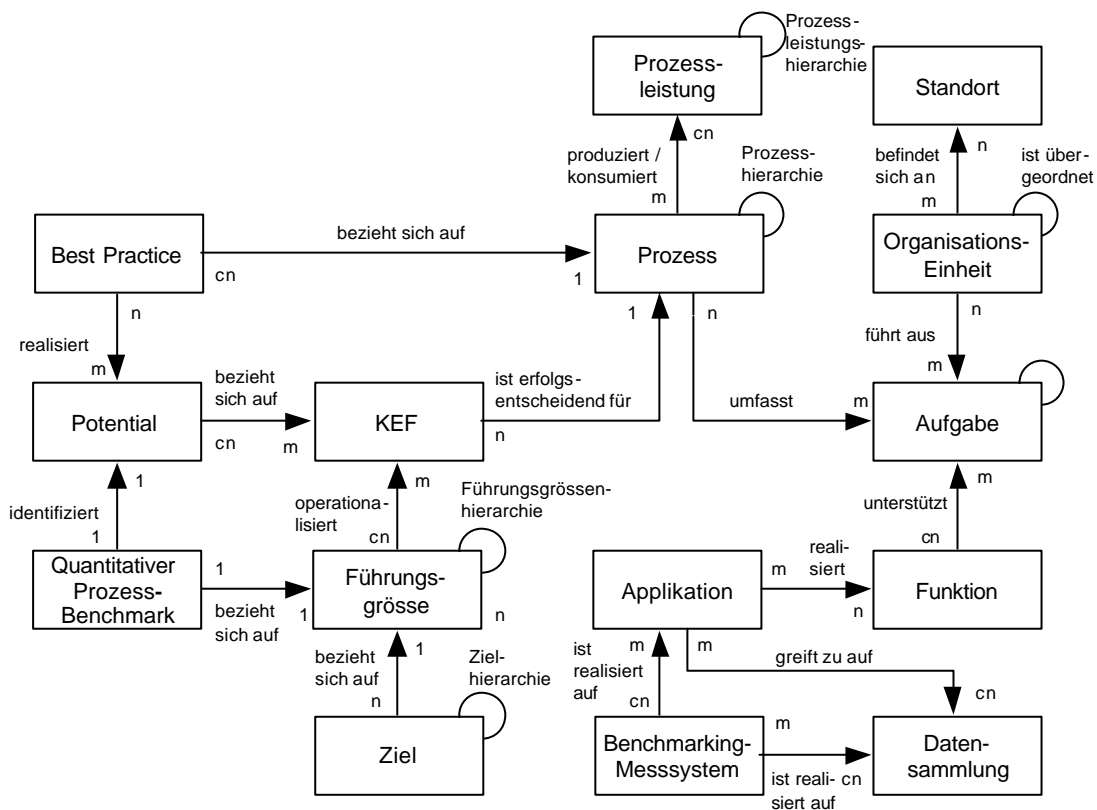 Prozess-
leistungs-
hierarchie
Prozess-
leistung
Standort
cn
n
produziert /
konsumiert
m
Prozess-
hierarchie
befindet
sich an
m
ist über-
geordnet
Best Practice
bezieht sich auf
cn
1
Prozess
Organisations-
Einheit
n
1
n
n
realisiert
m
führt aus
m
bezieht
sich auf
ist erfolgs-
entscheidend für
Potential
cn
m
KEF
n
umfasst
m
Aufgabe
1
m
m
identifiziert
1
operationa-
lisiert
cn
Führungsgrössen-
hierarchie
unterstützt
cn
Quantitativer
Prozess-
Benchmark
1
bezieht
sich auf
1
Führungs-
grösse
n
Applikation
m
reali-
siert
n
Funktion
bezieht
sich auf
n
1
Ziel-
hierarchie
ist
realisiert
auf
m
m
cn
greift zu auf
cn
Ziel
Benchmarking-
Messsystem
m
ist reali-
siert auf
cn
Daten-
sammlung